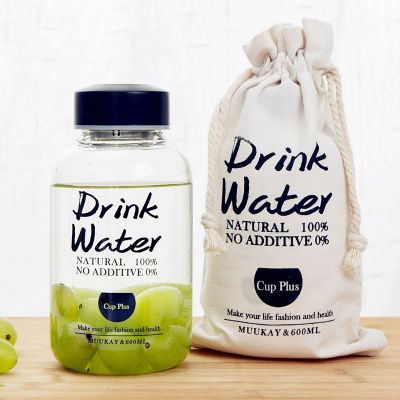 Drink
Water
NATURAL 100%
NO ADDITIVE 0%
Cup Plus
Make your life fashion and health
MUUKAY & 600ML
Drink
Water
NATURAL 100%
NO ADDITIVE 0%
Cup Plus
Make your life fashion and health
MUUKAY & 600ML